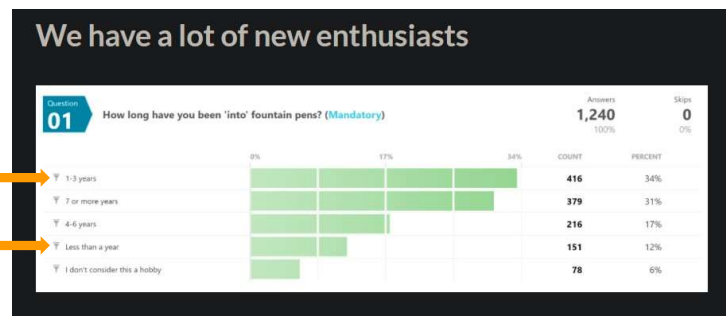 We have a lot of new enthusiasts
Question
01
How long have you been 'into' fountain pens? (Mandatory)
Answers
1,240
100%
Skips
0
0%
0% 17% 34% COUNT PERCENT
1-3 years 416 34%
7 or more years 379 31%
4-6 years 216 17%
Less than a year 151 12%
I don't consider this a hobby 78 6%